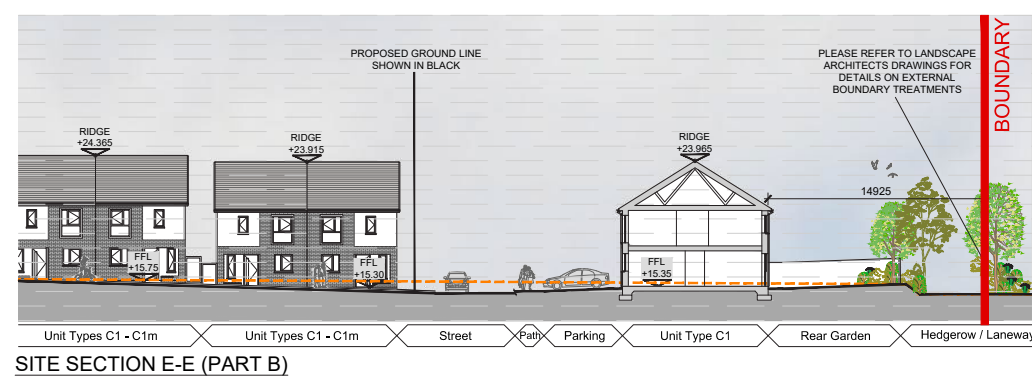 PROPOSED GROUND LINE
SHOWN IN BLACK
PLEASE REFER TO LANDSCAPE
ARCHITECTS DRAWINGS FOR
DETAILS ON EXTERNAL
BOUNDARY TREATMENTS
BOUNDARY
RIDGE
+24.365
RIDGE
+23.915
RIDGE
+23.965
14925
FFL
+15.75
FFL
+15.30
FFL
+15.35
Unit Types C1 - C1m
Unit Types C1 - C1m
Street
Path
Parking
Unit Type C1
Rear Garden
Hedgerow / Laneway
SITE SECTION E-E (PART B)